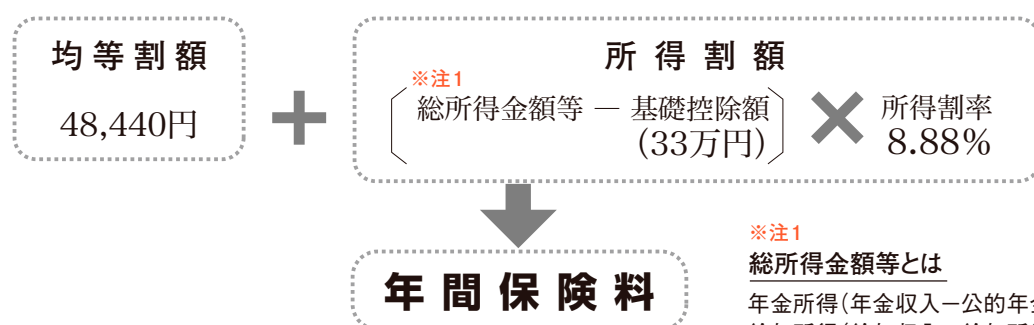 均等割額
48,440円
＋
所得割額
※注1
〔総所得金額等 － 基礎控除額
(33万円)〕
×
所得割率
8.88%
年間保険料
※注1
総所得金額等とは
年金所得(年金収入－公的年金